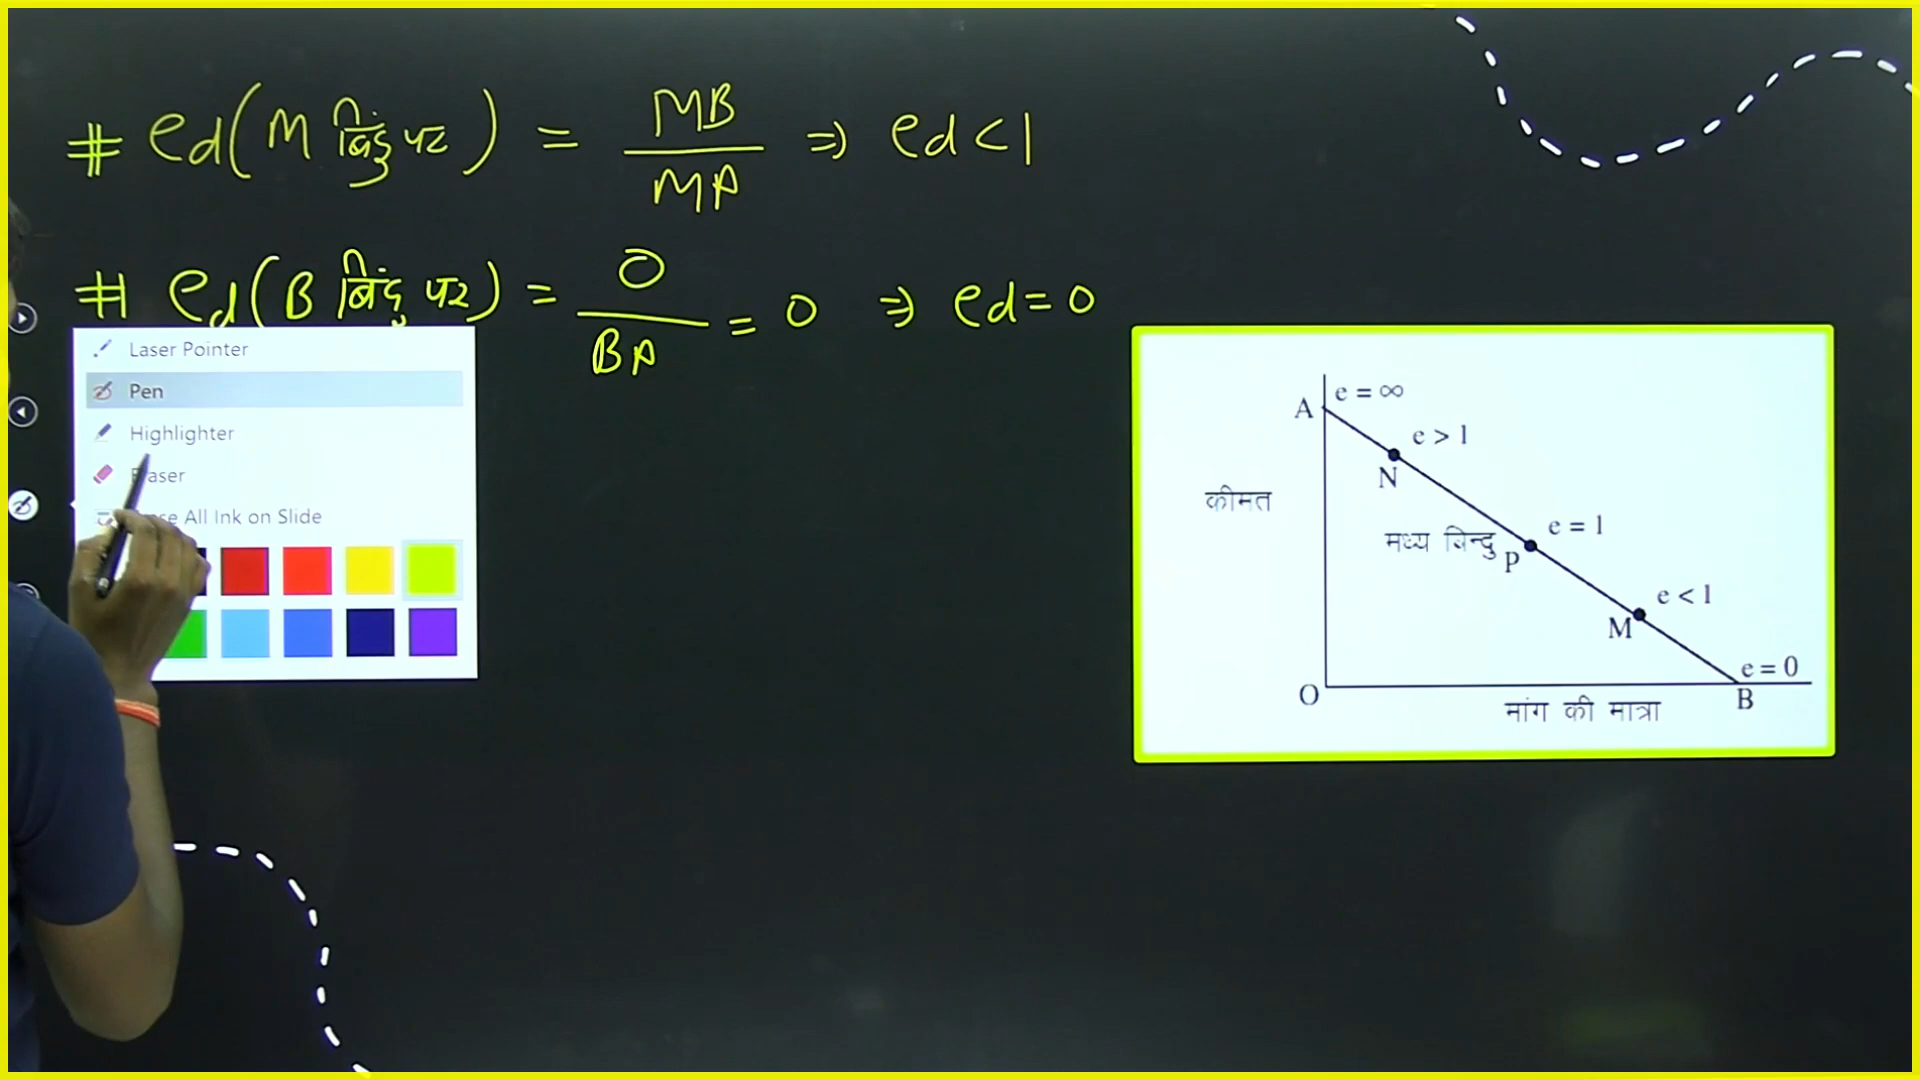 # ed (M बिंदु पर) = MB / MA ⇒ ed < 1
# ed (B बिंदु पर) = 0 / BA = 0 ⇒ ed = 0
Laser Pointer
Pen
Highlighter
All Ink on Slide
A e = ∞
e > 1
N
कीमत
e = 1
मध्य बिन्दु P
e < 1
M
e = 0
O B
मांग की मात्रा